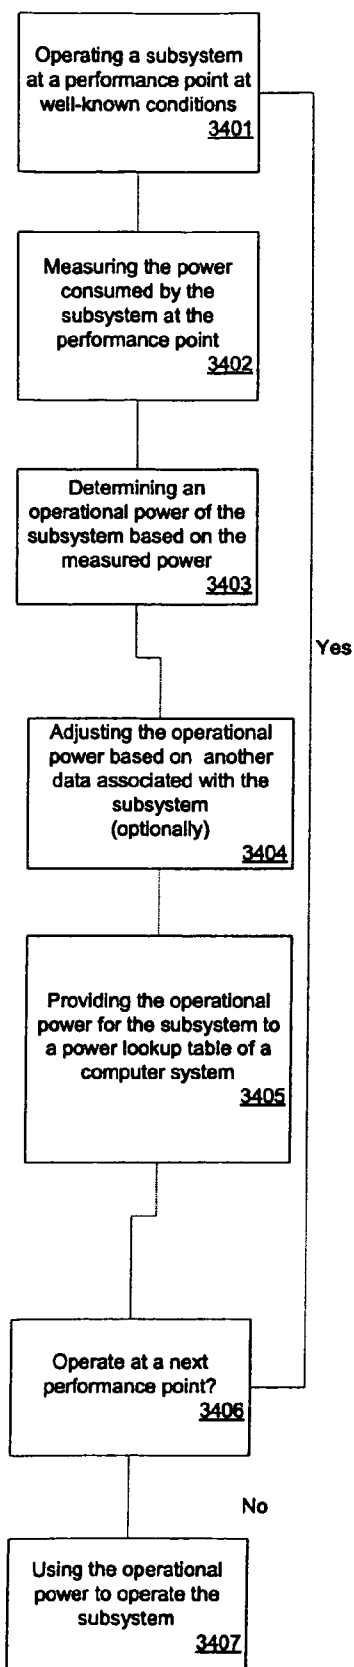 Operating a subsystem
at a performance point at
well-known conditions
3401
Measuring the power
consumed by the
subsystem at the
performance point
3402
Determining an
operational power of the
subsystem based on the
measured power
3403
Yes
Adjusting the operational
power based on another
data associated with the
subsystem
(optionally)
3404
Providing the operational
power for the subsystem to
a power lookup table of a
computer system
3405
Operate at a next
performance point?
3406
No
Using the operational
power to operate the
subsystem
3407